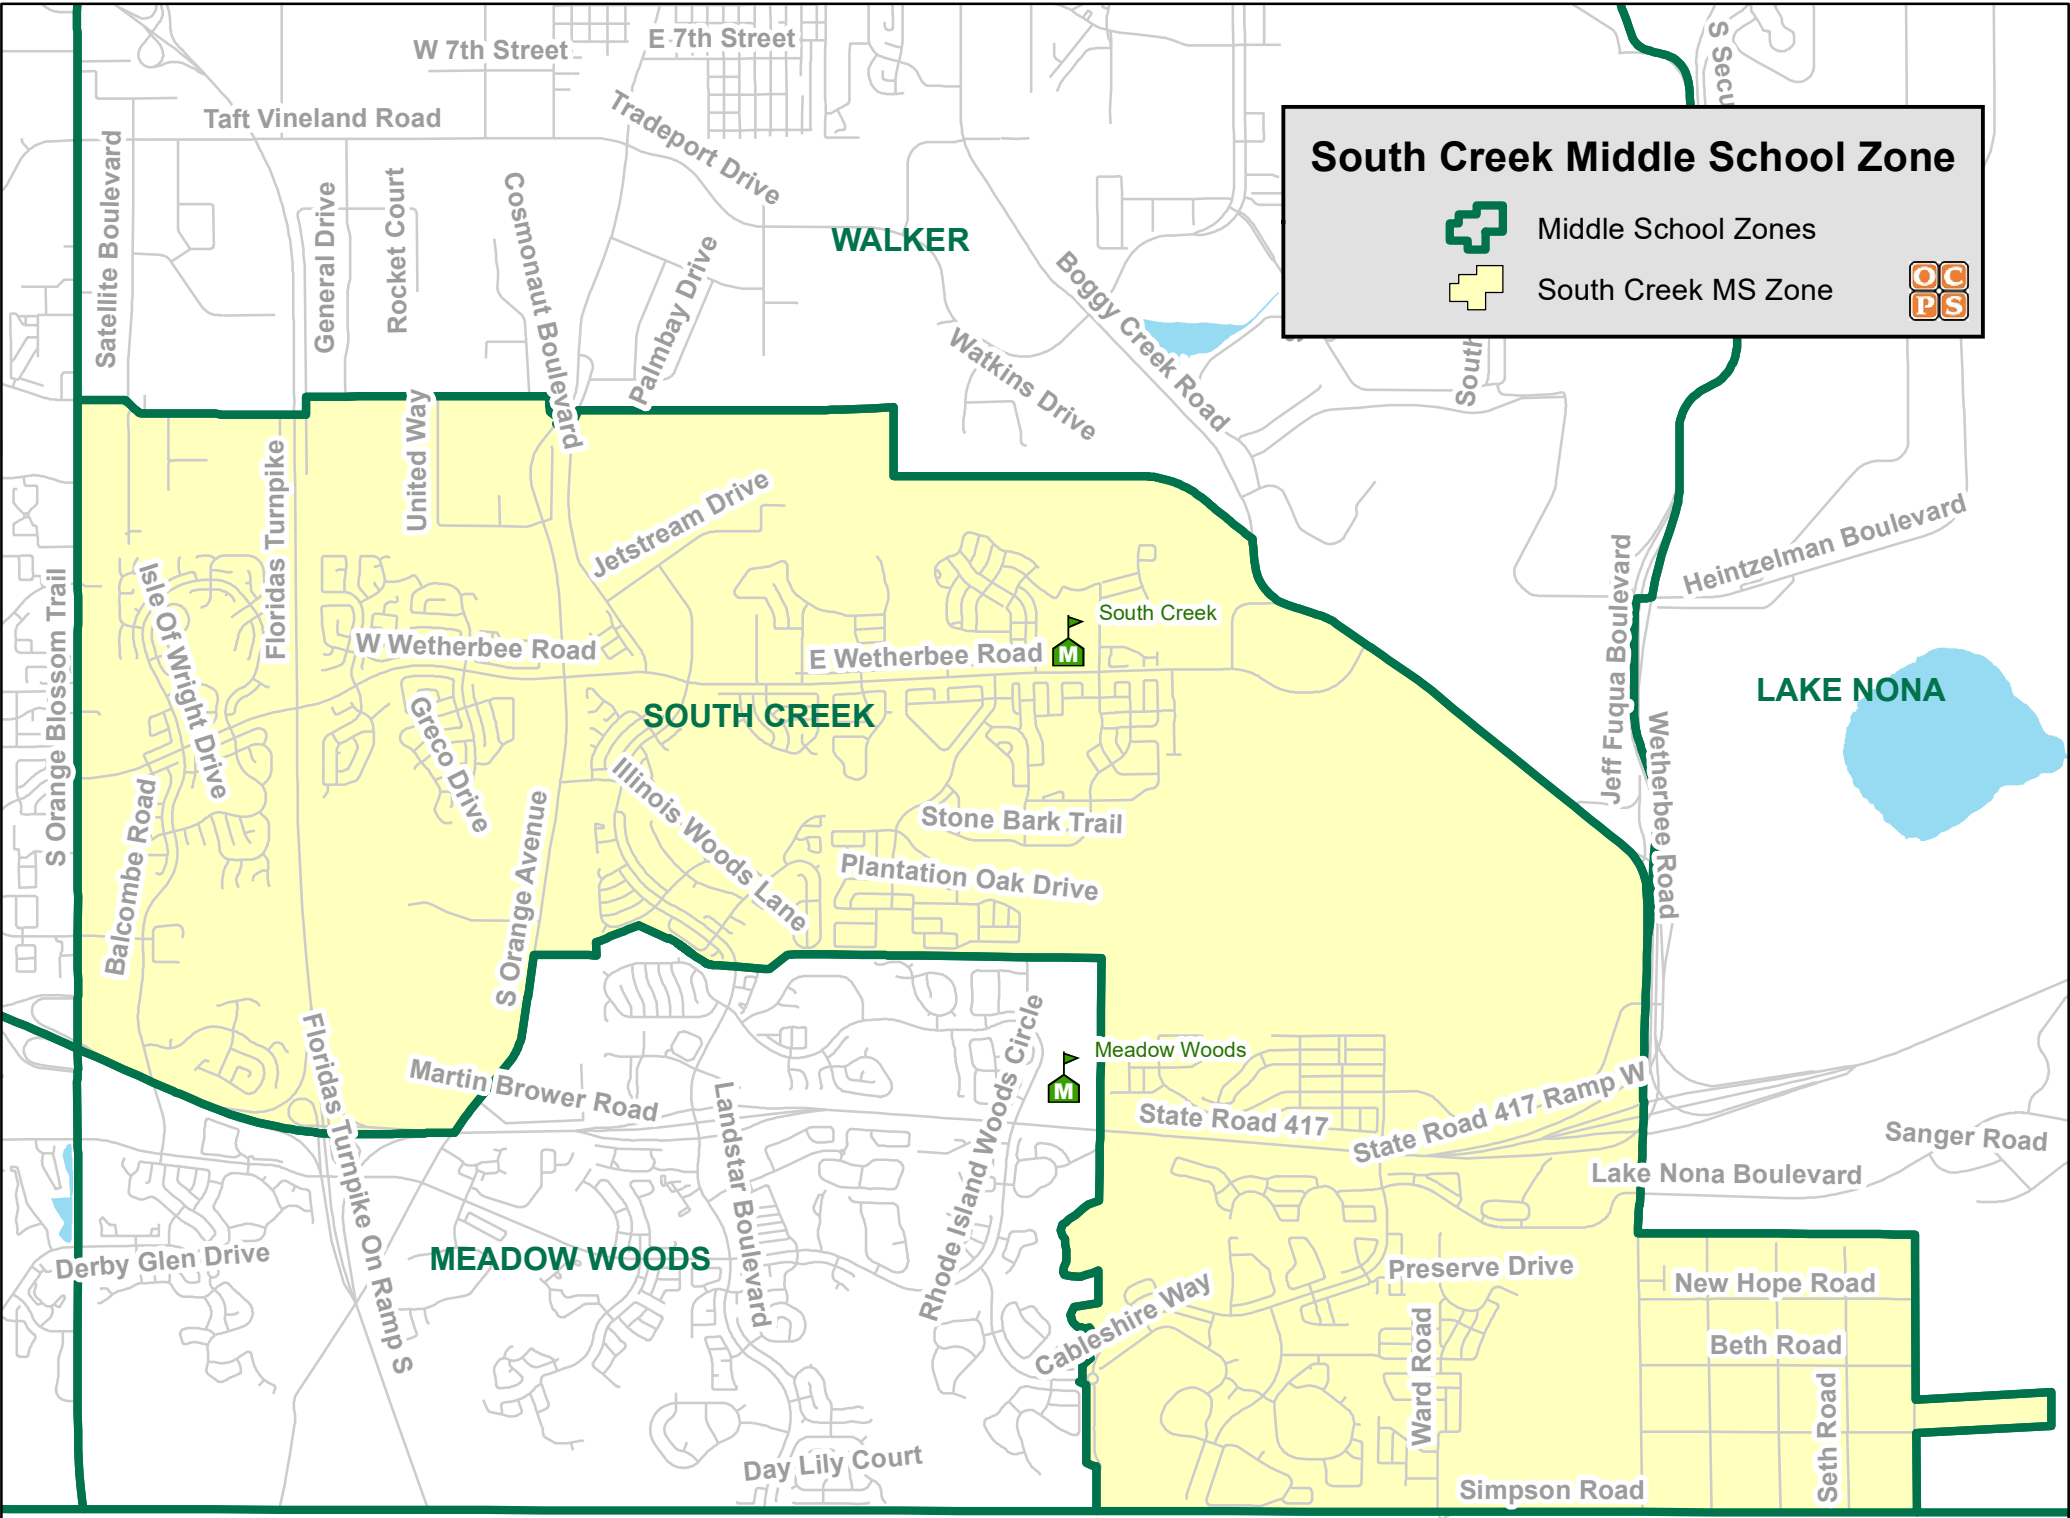 W 7th Street
E 7th Street
S Secu
Taft Vineland Road
Tradeport Drive
South Creek Middle School Zone
Middle School Zones
South Creek MS Zone
O C
P S
Satellite Boulevard
General Drive
Rocket Court
Cosmonaut Boulevard
Palmbay Drive
WALKER
Boggy Creek Road
Watkins Drive
South
Floridas Turnpike
United Way
Jetstream Drive
Heintzelman Boulevard
S Orange Blossom Trail
Isle Of Wright Drive
W Wetherbee Road
E Wetherbee Road
South Creek
M
Jeff Fuqua Boulevard
LAKE NONA
SOUTH CREEK
Greco Drive
Wetherbee Road
Balcombe Road
Illinois Woods Lane
Stone Bark Trail
Plantation Oak Drive
S Orange Avenue
Floridas Turnpike On Ramp S
Martin Brower Road
Landstar Boulevard
Rhode Island Woods Circle
Meadow Woods
M
State Road 417
State Road 417 Ramp W
Sanger Road
Lake Nona Boulevard
Derby Glen Drive
MEADOW WOODS
Preserve Drive
New Hope Road
Cableshire Way
Ward Road
Beth Road
Seth Road
Day Lily Court
Simpson Road